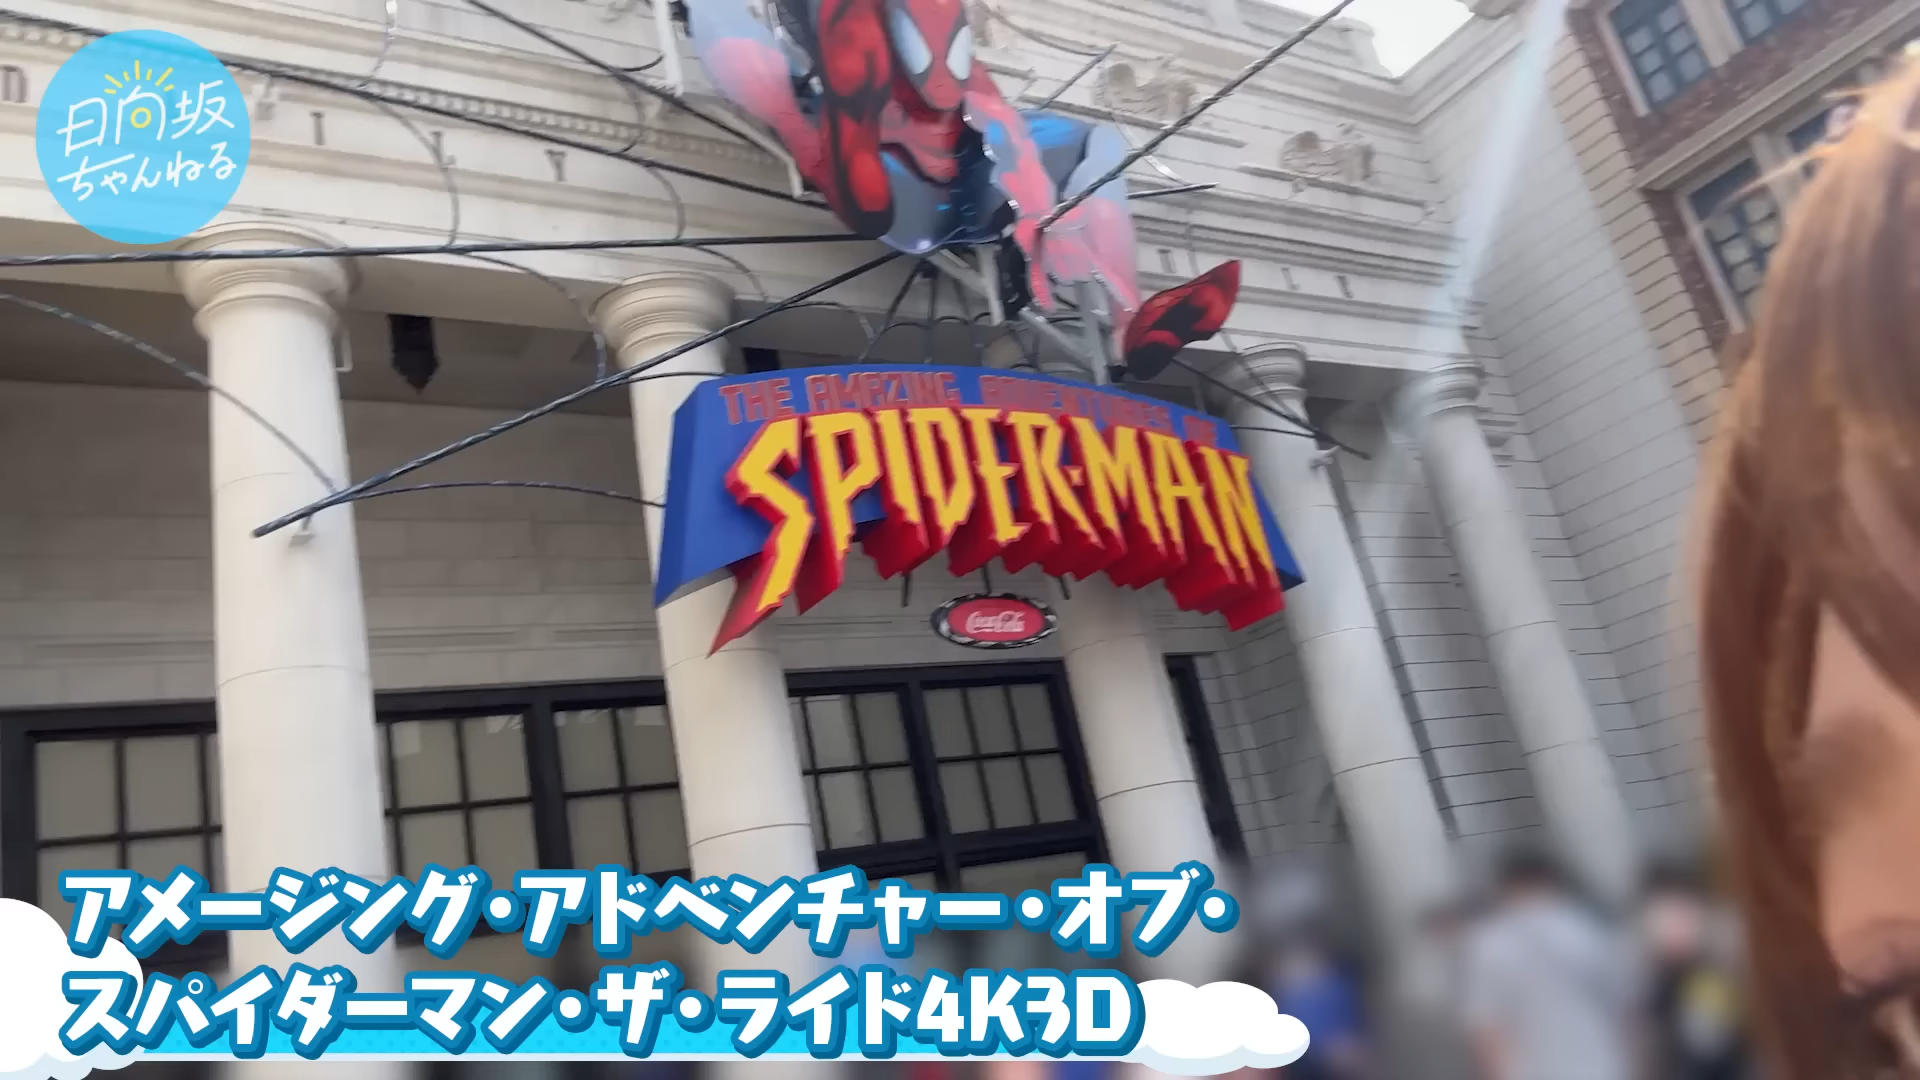 日向坂
ちゃんねる
THE AMAZING ADVENTURES OF
SPIDER-MAN
Coca-Cola
アメージング・アドベンチャー・オブ・
スパイダーマン・ザ・ライド4K3D